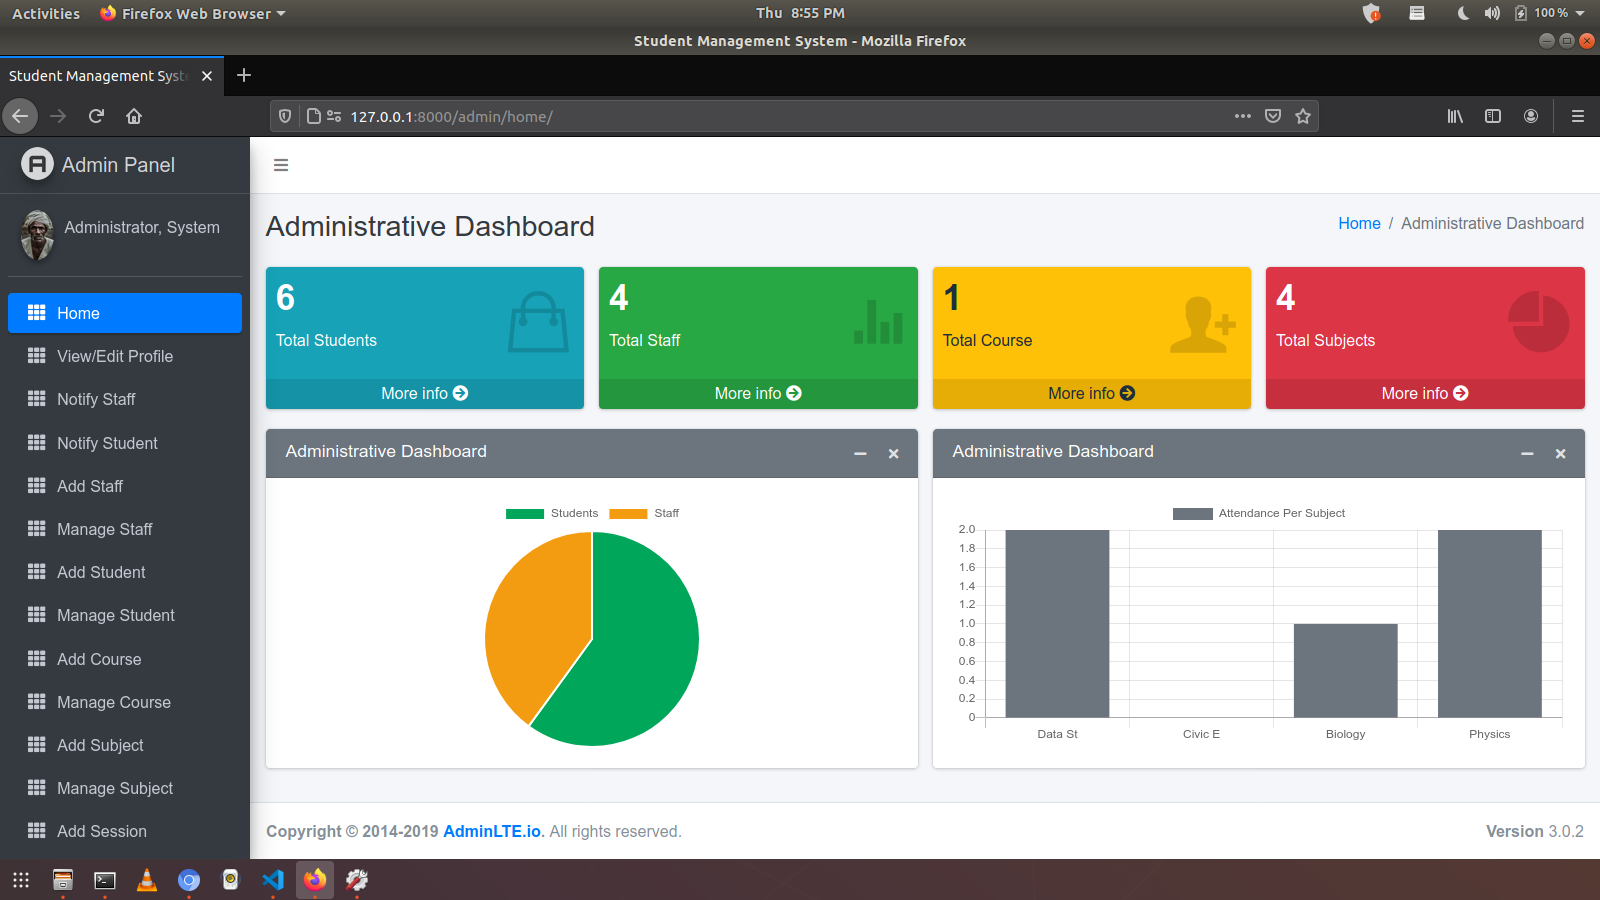 Activities Firefox Web Browser Thu 8:55 PM 100 %
Student Management System - Mozilla Firefox
Student Management Syst
127.0.0.1:8000/admin/home/
Admin Panel
Administrator, System
Home
View/Edit Profile
Notify Staff
Notify Student
Add Staff
Manage Staff
Add Student
Manage Student
Add Course
Manage Course
Add Subject
Manage Subject
Add Session
Administrative Dashboard
Home / Administrative Dashboard
6
Total Students
More info
4
Total Staff
More info
1
Total Course
More info
4
Total Subjects
More info
Administrative Dashboard
Students Staff
Administrative Dashboard
Attendance Per Subject
2.0
1.8
1.6
1.4
1.2
1.0
0.8
0.6
0.4
0.2
0
Data St Civic E Biology Physics
Copyright © 2014-2019 AdminLTE.io. All rights reserved.
Version 3.0.2